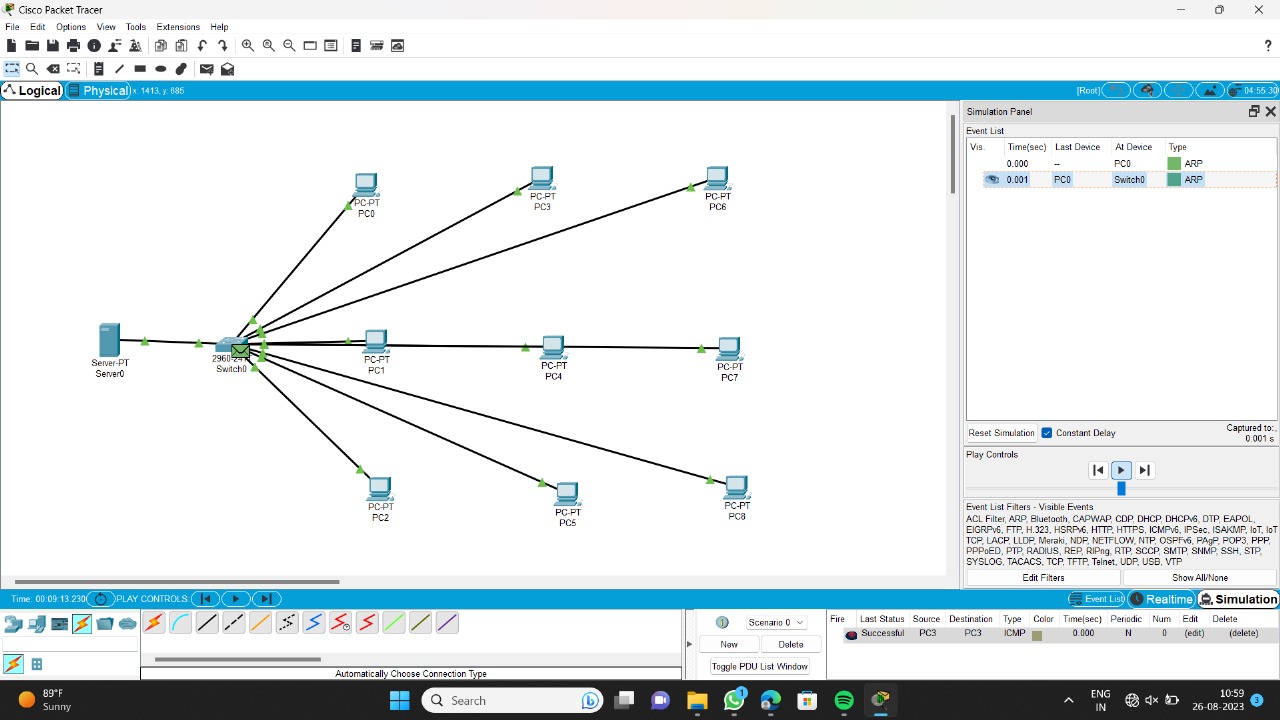 Cisco Packet Tracer
File Edit Options View Tools Extensions Help
?
Logical Physical x: 1413, y: 685 [Root] 04:55:30
PC-PT
PC0
PC-PT
PC3
PC-PT
PC6
Server-PT
Server0
2960-24
Switch0
PC-PT
PC1
PC-PT
PC4
PC-PT
PC7
PC-PT
PC2
PC-PT
PC5
PC-PT
PC8
Simulation Panel
Event List
Vis. Time(sec) Last Device At Device Type
0.000 -- PC0 ARP
0.001 PC0 Switch0 ARP
Reset Simulation Constant Delay Captured to:
0.001 s
Play Controls
Event List Filters - Visible Events
ACL Filter, ARP, Bluetooth, CAPWAP, CDP, DHCP, DHCPv6, DTP, EAPOL,
EIGRPv6, FTP, H.323, HSRPv6, HTTP, HTTPS, ICMPv6, IPSec, ISAKMP, IoT, IoT
TCP, LACP, LLDP, Meraki, NDP, NETFLOW, NTP, OSPFv6, PAgP, POP3, PPP,
PPPoED, PTP, RADIUS, REP, RIPng, RTP, SCCP, SMTP, SNMP, SSH, STP,
SYSLOG, TACACS, TCP, TFTP, Telnet, UDP, USB, VTP
Edit Filters Show All/None
Time: 00:09:13.230 PLAY CONTROLS: Event List Realtime Simulation
Automatically Choose Connection Type
Scenario 0
New Delete
Toggle PDU List Window
Fire Last Status Source Destination Type Color Time(sec) Periodic Num Edit Delete
Successful PC3 PC3 ICMP 0.000 N 0 (edit) (delete)
89°F
Sunny
Search
1
ENG
IN
10:59
26-08-2023
3